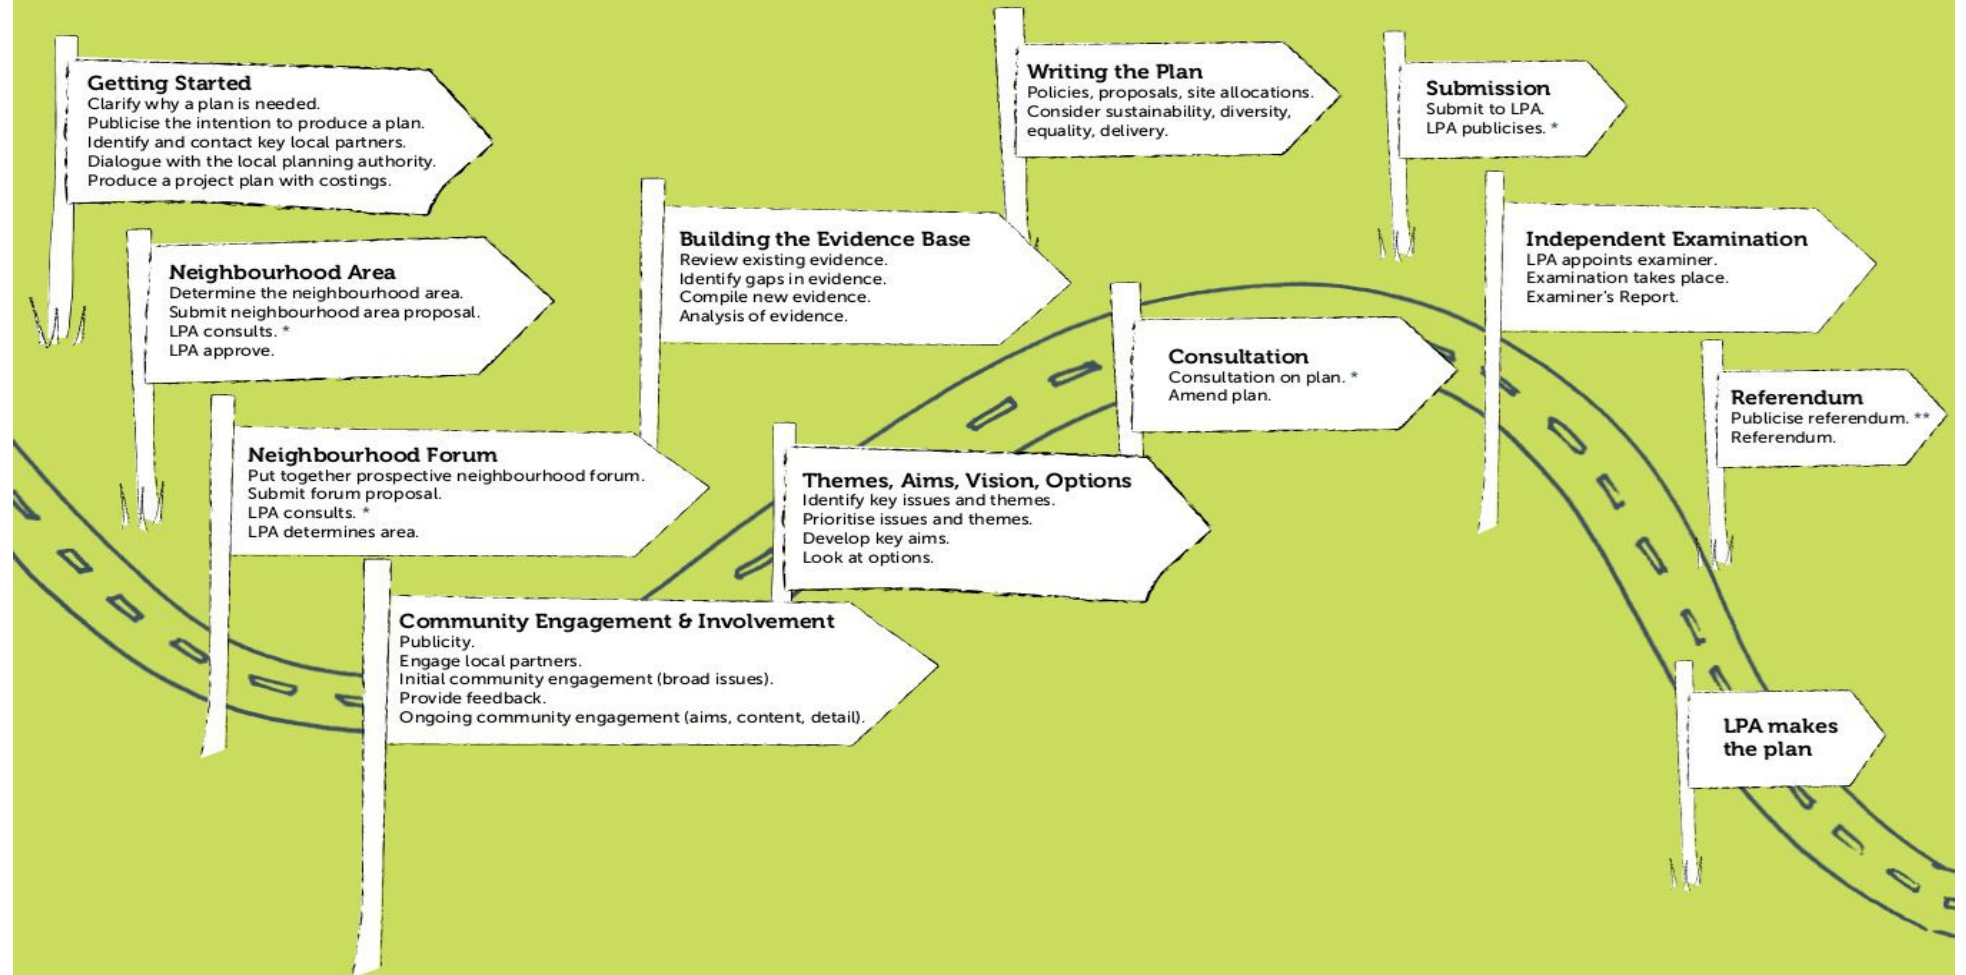 Getting Started
Clarify why a plan is needed.
Publicise the intention to produce a plan.
Identify and contact key local partners.
Dialogue with the local planning authority.
Produce a project plan with costings.
Neighbourhood Area
Determine the neighbourhood area.
Submit neighbourhood area proposal.
LPA consults. *
LPA approve.
Neighbourhood Forum
Put together prospective neighbourhood forum.
Submit forum proposal.
LPA consults. *
LPA determines area.
Community Engagement & Involvement
Publicity.
Engage local partners.
Initial community engagement (broad issues).
Provide feedback.
Ongoing community engagement (aims, content, detail).
Building the Evidence Base
Review existing evidence.
Identify gaps in evidence.
Compile new evidence.
Analysis of evidence.
Themes, Aims, Vision, Options
Identify key issues and themes.
Prioritise issues and themes.
Develop key aims.
Look at options.
Writing the Plan
Policies, proposals, site allocations.
Consider sustainability, diversity,
equality, delivery.
Consultation
Consultation on plan. *
Amend plan.
Submission
Submit to LPA.
LPA publicises. *
Independent Examination
LPA appoints examiner.
Examination takes place.
Examiner's Report.
Referendum
Publicise referendum. **
Referendum.
LPA makes
the plan